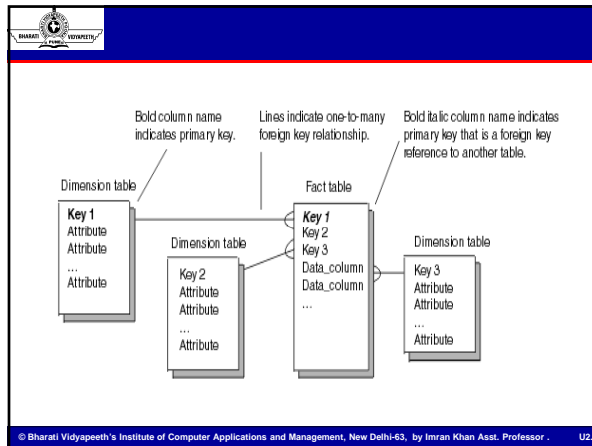 BHARATI VIDYAPEETH
PUNE
Bold column name
indicates primary key.
Lines indicate one-to-many
foreign key relationship.
Bold italic column name indicates
primary key that is a foreign key
reference to another table.
Dimension table
Key 1
Attribute
Attribute
...
Attribute
Dimension table
Key 2
Attribute
Attribute
...
Attribute
Fact table
Key 1
Key 2
Key 3
Data_column
Data_column
...
Dimension table
Key 3
Attribute
Attribute
...
Attribute
© Bharati Vidyapeeth's Institute of Computer Applications and Management, New Delhi-63, by Imran Khan Asst. Professor . U2.